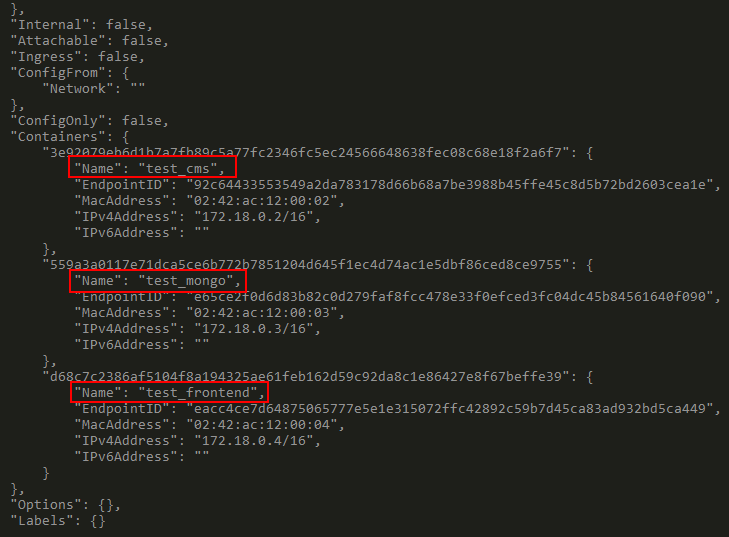 },
"Internal": false,
"Attachable": false,
"Ingress": false,
"ConfigFrom": {
    "Network": ""
},
"ConfigOnly": false,
"Containers": {
    "3e92079eb6d1b7a7fb89c5a77fc2346fc5ec24566648638fec08c68e18f2a6f7": {
        "Name": "test_cms",
        "EndpointID": "92c64433553549a2da783178d66b68a7be3988b45ffe45c8d5b72bd2603cea1e",
        "MacAddress": "02:42:ac:12:00:02",
        "IPv4Address": "172.18.0.2/16",
        "IPv6Address": ""
    },
    "559a3a0117e71dca5ce6b772b7851204d645f1ec4d74ac1e5dbf86ced8ce9755": {
        "Name": "test_mongo",
        "EndpointID": "e65ce2f0d6d83b82c0d279faf8fcc478e33f0efced3fc04dc45b84561640f090",
        "MacAddress": "02:42:ac:12:00:03",
        "IPv4Address": "172.18.0.3/16",
        "IPv6Address": ""
    },
    "d68c7c2386af5104f8a194325ae61feb162d59c92da8c1e86427e8f67beffe39": {
        "Name": "test_frontend",
        "EndpointID": "eacc4ce7d64875065777e5e1e315072ffc42892c59b7d45ca83ad932bd5ca449",
        "MacAddress": "02:42:ac:12:00:04",
        "IPv4Address": "172.18.0.4/16",
        "IPv6Address": ""
    }
},
"Options": {},
"Labels": {}